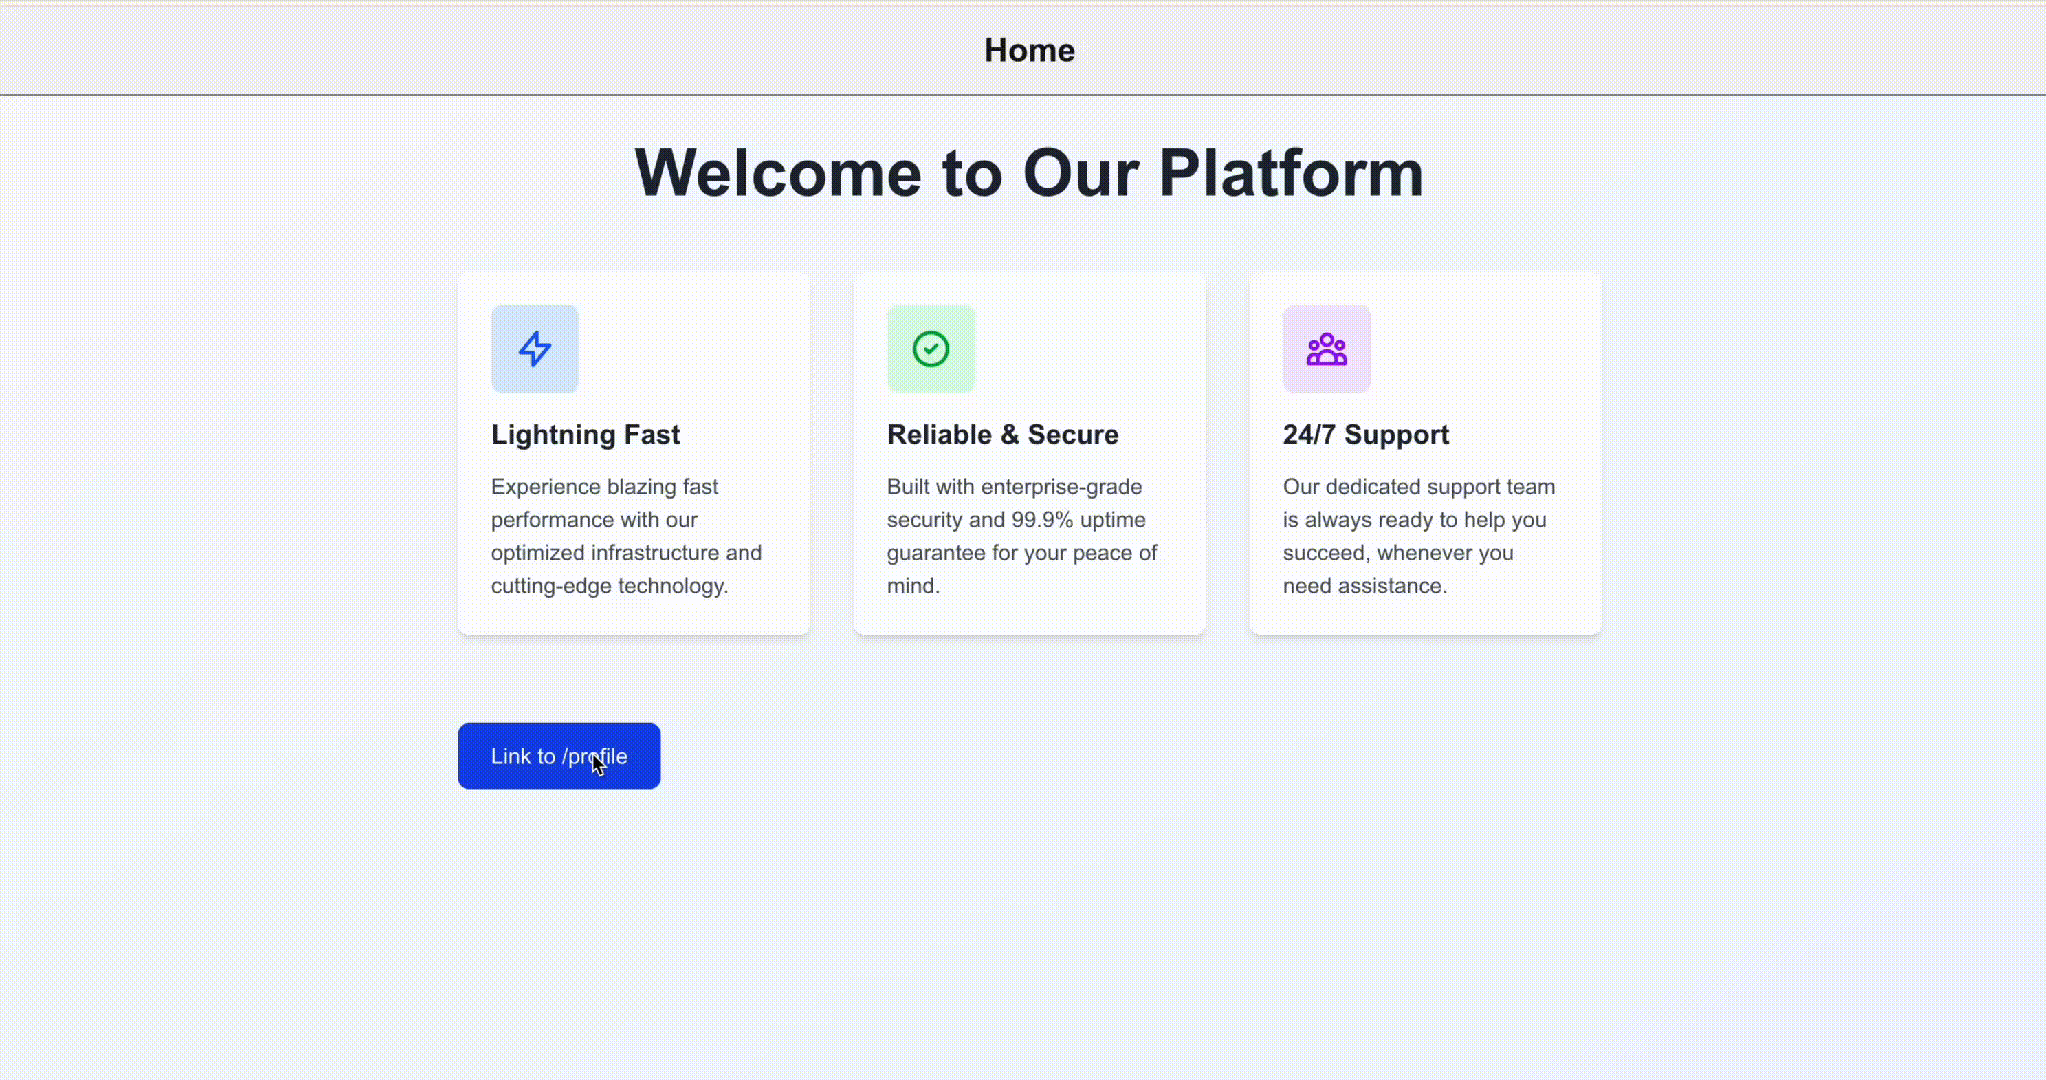 Home
Welcome to Our Platform
Lightning Fast
Experience blazing fast
performance with our
optimized infrastructure and
cutting-edge technology.
Reliable & Secure
Built with enterprise-grade
security and 99.9% uptime
guarantee for your peace of
mind.
24/7 Support
Our dedicated support team
is always ready to help you
succeed, whenever you
need assistance.
Link to /profile